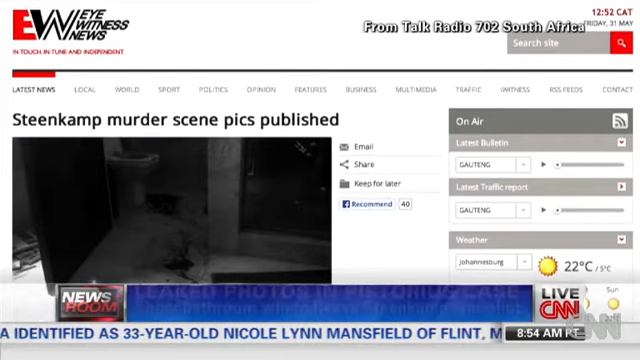 EWN EYE WITNESS NEWS
IN TOUCH. IN TUNE AND INDEPENDENT.
From Talk Radio 702 South Africa
12:52 CAT
FRIDAY, 31 MAY
Search site
LATEST NEWS LOCAL WORLD SPORT POLITICS OPINION FEATURES BUSINESS MULTIMEDIA TRAFFIC IWITNESS RSS FEEDS CONTACT
Steenkamp murder scene pics published
Email
Share
Keep for later
Recommend 40
On Air
Latest Bulletin
GAUTENG
Latest Traffic report
GAUTENG
Weather
Johannesburg
22°C / 5°C
Sun
NEWS ROOM
LIVE
CNN
A IDENTIFIED AS 33-YEAR-OLD NICOLE LYNN MANSFIELD OF FLINT, M
8:54 AM PT
CNN